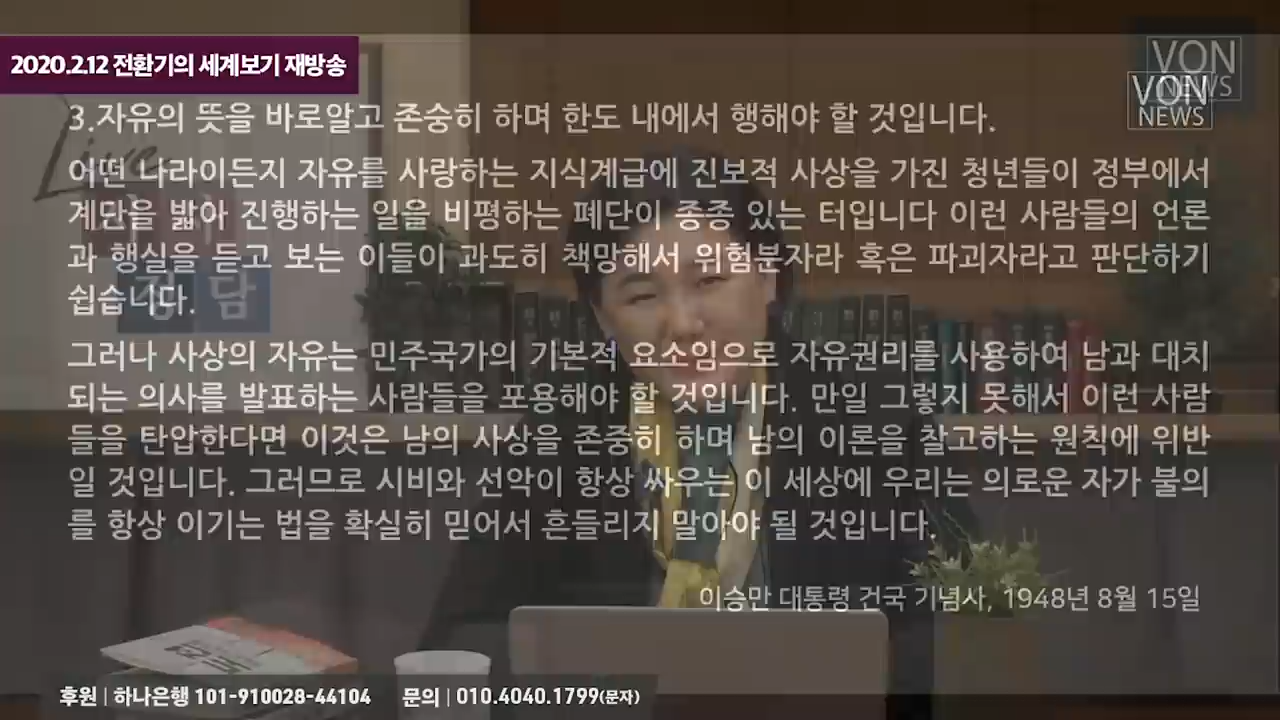 2020.2.12 전환기의 세계보기 재방송
VON
NEWS
VON
NEWS
Live
담
3.자유의 뜻을 바로알고 존숭히 하며 한도 내에서 행해야 할 것입니다.
어떤 나라이든지 자유를 사랑하는 지식계급에 진보적 사상을 가진 청년들이 정부에서
계단을 밟아 진행하는 일을 비평하는 폐단이 종종 있는 터입니다 이런 사람들의 언론
과 행실을 듣고 보는 이들이 과도히 책망해서 위험분자라 혹은 파괴자라고 판단하기
쉽습니다.
그러나 사상의 자유는 민주국가의 기본적 요소임으로 자유권리를 사용하여 남과 대치
되는 의사를 발표하는 사람들을 포용해야 할 것입니다. 만일 그렇지 못해서 이런 사람
들을 탄압한다면 이것은 남의 사상을 존중히 하며 남의 이론을 찰고하는 원칙에 위반
일 것입니다. 그러므로 시비와 선악이 항상 싸우는 이 세상에 우리는 의로운 자가 불의
를 항상 이기는 법을 확실히 믿어서 흔들리지 말아야 될 것입니다.
이승만 대통령 건국 기념사, 1948년 8월 15일
후원 | 하나은행 101-910028-44104 문의 | 010.4040.1799(문자)